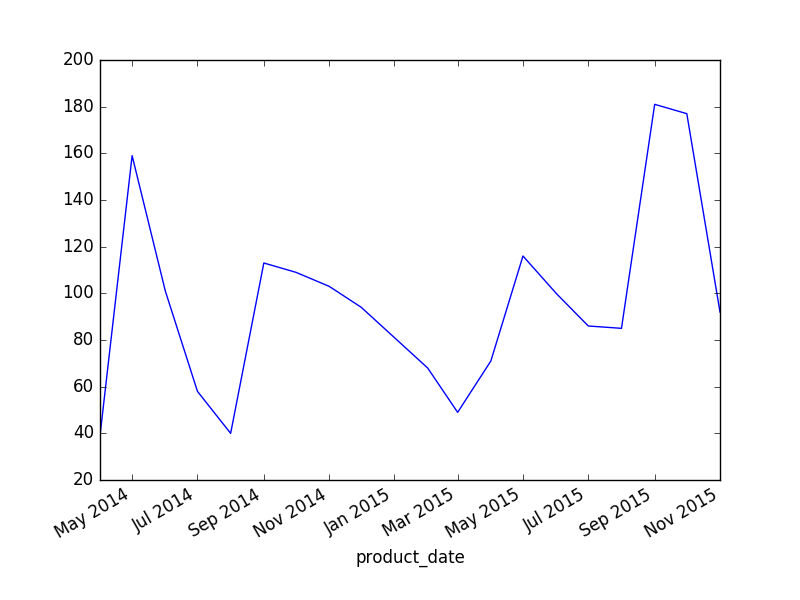 200
180
160
140
120
100
80
60
40
20
May 2014
Jul 2014
Sep 2014
Nov 2014
Jan 2015
Mar 2015
May 2015
Jul 2015
Sep 2015
Nov 2015
product_date